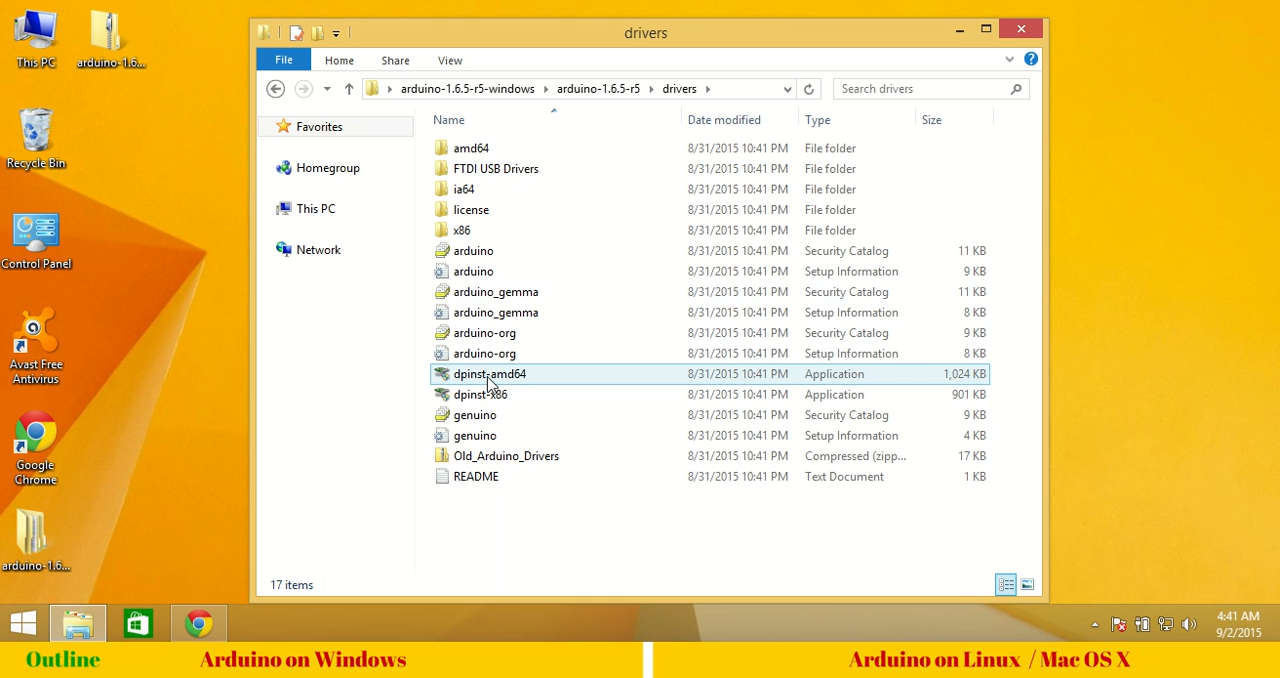 This PC
arduino-1.6....
Recycle Bin
Control Panel
Avast Free
Antivirus
Google
Chrome
arduino-1.6...
drivers
File
Home
Share
View
arduino-1.6.5-r5-windows
arduino-1.6.5-r5
drivers
Search drivers
Favorites
Homegroup
This PC
Network
Name Date modified Type Size
amd64 8/31/2015 10:41 PM File folder
FTDI USB Drivers 8/31/2015 10:41 PM File folder
ia64 8/31/2015 10:41 PM File folder
license 8/31/2015 10:41 PM File folder
x86 8/31/2015 10:41 PM File folder
arduino 8/31/2015 10:41 PM Security Catalog 11 KB
arduino 8/31/2015 10:41 PM Setup Information 9 KB
arduino_gemma 8/31/2015 10:41 PM Security Catalog 11 KB
arduino_gemma 8/31/2015 10:41 PM Setup Information 8 KB
arduino-org 8/31/2015 10:41 PM Security Catalog 9 KB
arduino-org 8/31/2015 10:41 PM Setup Information 8 KB
dpinst-amd64 8/31/2015 10:41 PM Application 1,024 KB
dpinst-x86 8/31/2015 10:41 PM Application 901 KB
genuino 8/31/2015 10:41 PM Security Catalog 9 KB
genuino 8/31/2015 10:41 PM Setup Information 4 KB
Old_Arduino_Drivers 8/31/2015 10:41 PM Compressed (zipp... 17 KB
README 8/31/2015 10:41 PM Text Document 1 KB
17 items
4:41 AM
9/2/2015
Outline
Arduino on Windows
Arduino on Linux / Mac OS X